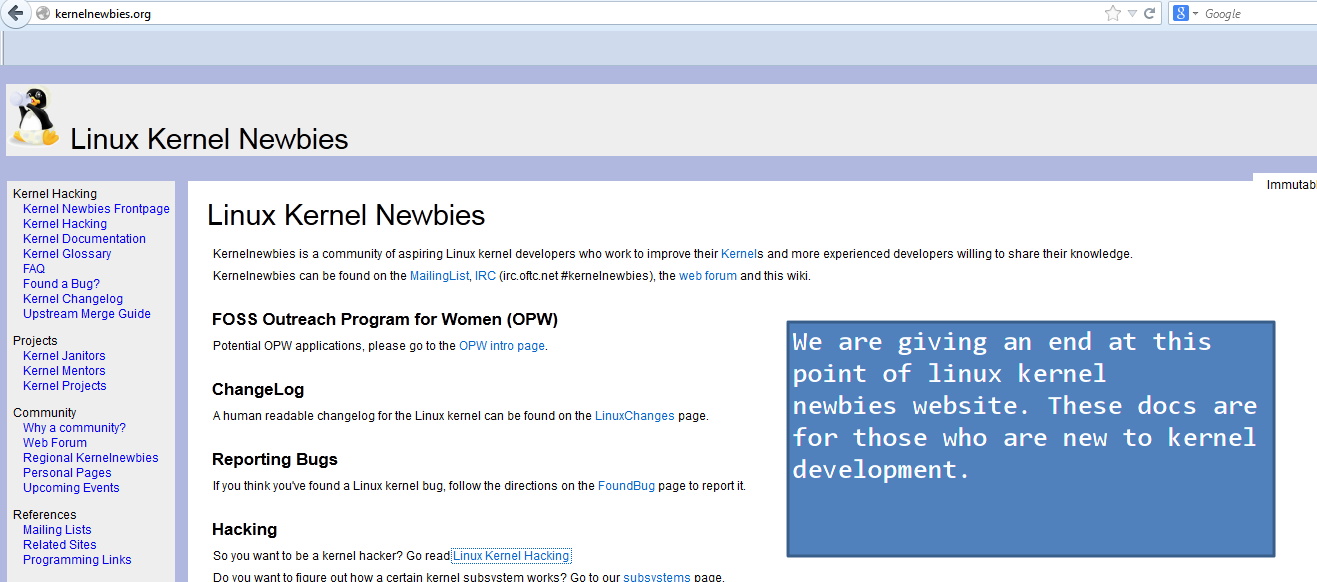 kernelnewbies.org
8
Google
Linux Kernel Newbies
Immutabl
Kernel Hacking
Kernel Newbies Frontpage
Kernel Hacking
Kernel Documentation
Kernel Glossary
FAQ
Found a Bug?
Kernel Changelog
Upstream Merge Guide
Projects
Kernel Janitors
Kernel Mentors
Kernel Projects
Community
Why a community?
Web Forum
Regional Kernelnewbies
Personal Pages
Upcoming Events
References
Mailing Lists
Related Sites
Programming Links
Linux Kernel Newbies
Kernelnewbies is a community of aspiring Linux kernel developers who work to improve their Kernels and more experienced developers willing to share their knowledge.
Kernelnewbies can be found on the MailingList, IRC (irc.oftc.net #kernelnewbies), the web forum and this wiki.
FOSS Outreach Program for Women (OPW)
Potential OPW applications, please go to the OPW intro page.
ChangeLog
A human readable changelog for the Linux kernel can be found on the LinuxChanges page.
Reporting Bugs
If you think you've found a Linux kernel bug, follow the directions on the FoundBug page to report it.
Hacking
So you want to be a kernel hacker? Go read Linux Kernel Hacking
Do you want to figure out how a certain kernel subsystem works? Go to our subsystems page.
We are giving an end at this
point of linux kernel
newbies website. These docs are
for those who are new to kernel
development.